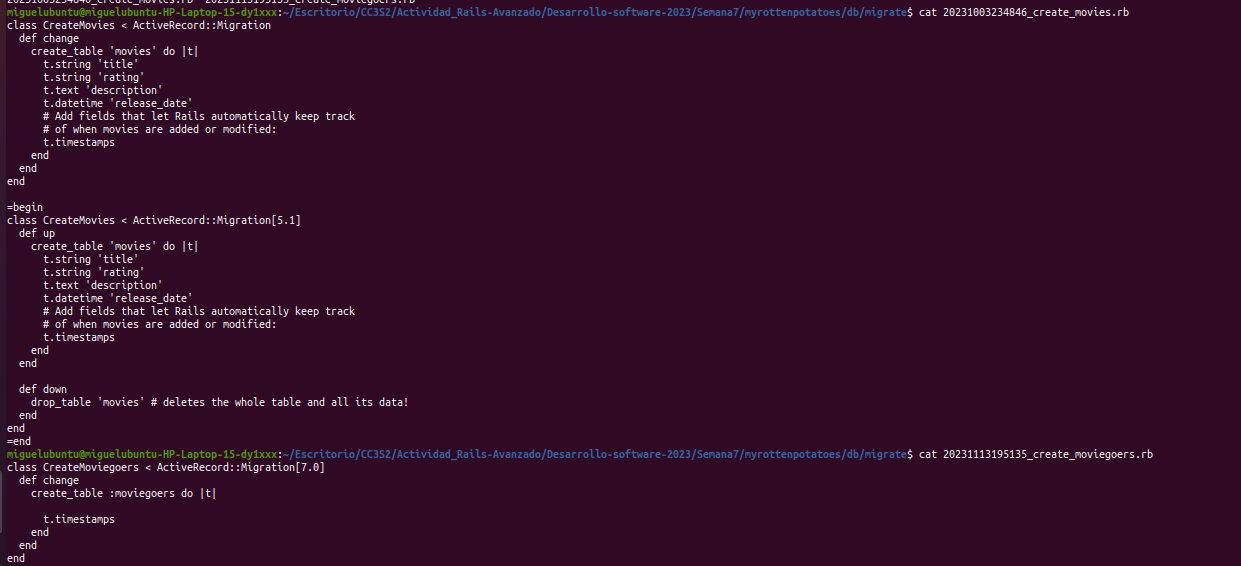 20231003234846_create_movies.rb  20231113195135_create_moviegoers.rb
miguelubuntu@miguelubuntu-HP-Laptop-15-dy1xxx:~/Escritorio/CC3S2/Actividad_Rails-Avanzado/Desarrollo-software-2023/Semana7/myrottenpotatoes/db/migrate$ cat 20231003234846_create_movies.rb
class CreateMovies < ActiveRecord::Migration
  def change
    create_table 'movies' do |t|
      t.string 'title'
      t.string 'rating'
      t.text 'description'
      t.datetime 'release_date'
      # Add fields that let Rails automatically keep track
      # of when movies are added or modified:
      t.timestamps
    end
  end
end

=begin
class CreateMovies < ActiveRecord::Migration[5.1]
  def up
    create_table 'movies' do |t|
      t.string 'title'
      t.string 'rating'
      t.text 'description'
      t.datetime 'release_date'
      # Add fields that let Rails automatically keep track
      # of when movies are added or modified:
      t.timestamps
    end
  end

  def down
    drop_table 'movies' # deletes the whole table and all its data!
  end
end
=end
miguelubuntu@miguelubuntu-HP-Laptop-15-dy1xxx:~/Escritorio/CC3S2/Actividad_Rails-Avanzado/Desarrollo-software-2023/Semana7/myrottenpotatoes/db/migrate$ cat 20231113195135_create_moviegoers.rb
class CreateMoviegoers < ActiveRecord::Migration[7.0]
  def change
    create_table :moviegoers do |t|

      t.timestamps
    end
  end
end